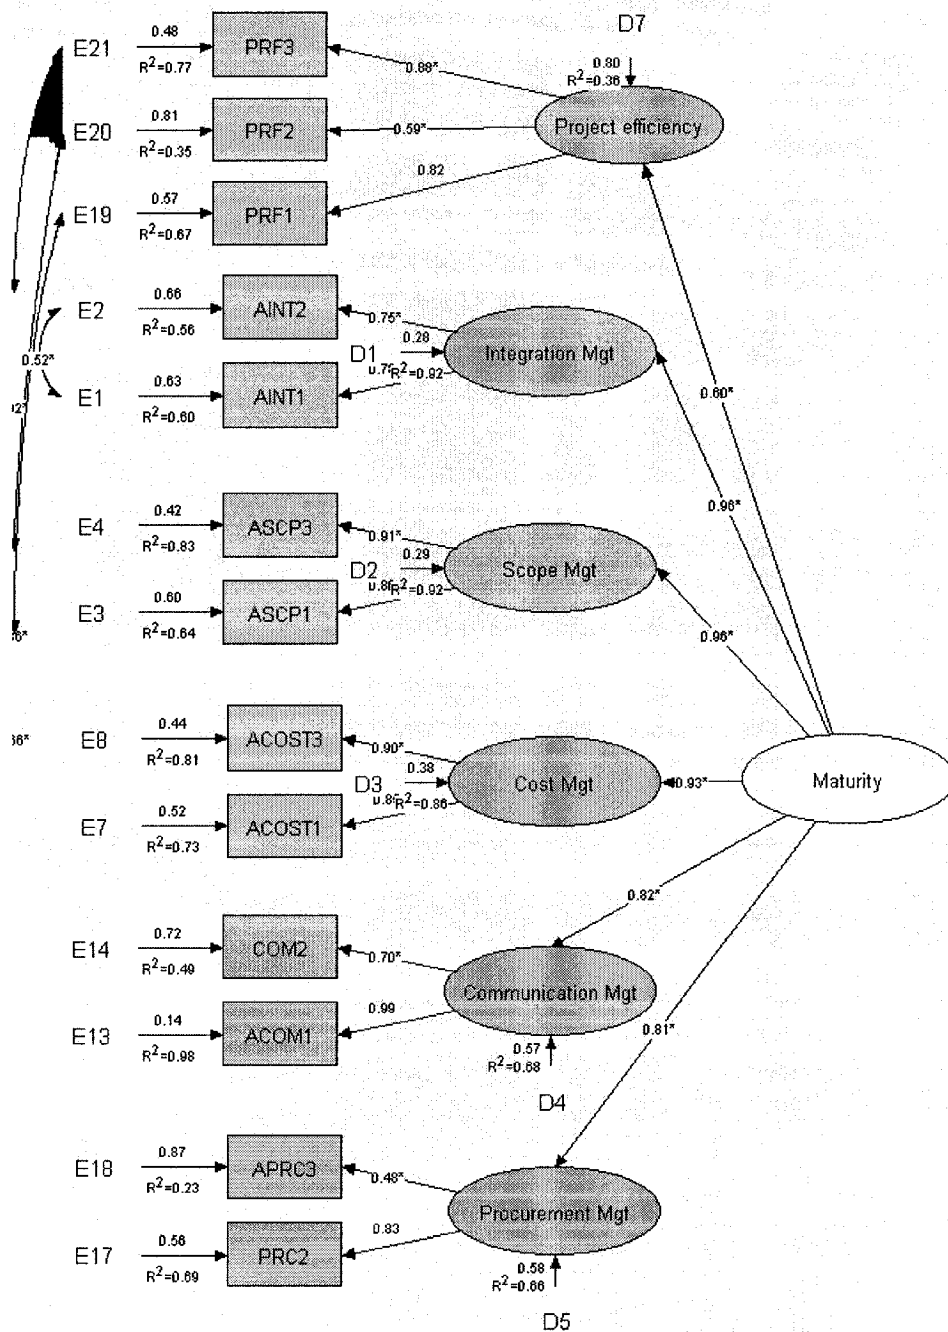 D7
E21 0.48 R²=0.77 PRF3 0.88*
0.80
R²=0.36
E20 0.81 R²=0.35 PRF2 0.59* Project efficiency
0.82
E19 0.57 R²=0.67 PRF1
E2 0.66 R²=0.56 AINT2 0.75*
D1 0.28 R²=0.92 Integration Mgt
0.52*
E1 0.63 R²=0.60 AINT1
0.60*
0.96*
E4 0.42 R²=0.83 ASCP3 0.91*
D2 0.29 R²=0.92 Scope Mgt
E3 0.60 R²=0.64 ASCP1
0.96*
E8 0.44 R²=0.81 ACOST3 0.90*
D3 0.38 R²=0.86 Cost Mgt 0.93* Maturity
E7 0.52 R²=0.73 ACOST1
0.82*
E14 0.72 R²=0.49 COM2 0.70*
Communication Mgt
E13 0.14 R²=0.98 ACOM1 0.99
0.81*
0.57
R²=0.68
D4
E18 0.87 R²=0.23 APRC3 0.48*
Procurement Mgt
E17 0.56 R²=0.69 PRC2 0.83
0.58
R²=0.66
D5